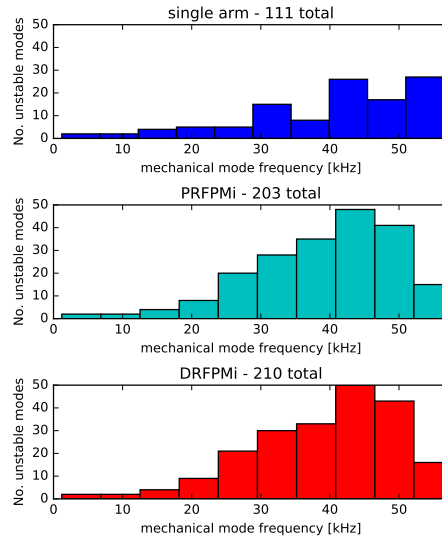 single arm - 111 total
50
40
30
20
10
0
No. unstable modes
0 10 20 30 40 50
mechanical mode frequency [kHz]
PRFPMi - 203 total
50
40
30
20
10
0
No. unstable modes
0 10 20 30 40 50
mechanical mode frequency [kHz]
DRFPMi - 210 total
50
40
30
20
10
0
No. unstable modes
0 10 20 30 40 50
mechanical mode frequency [kHz]